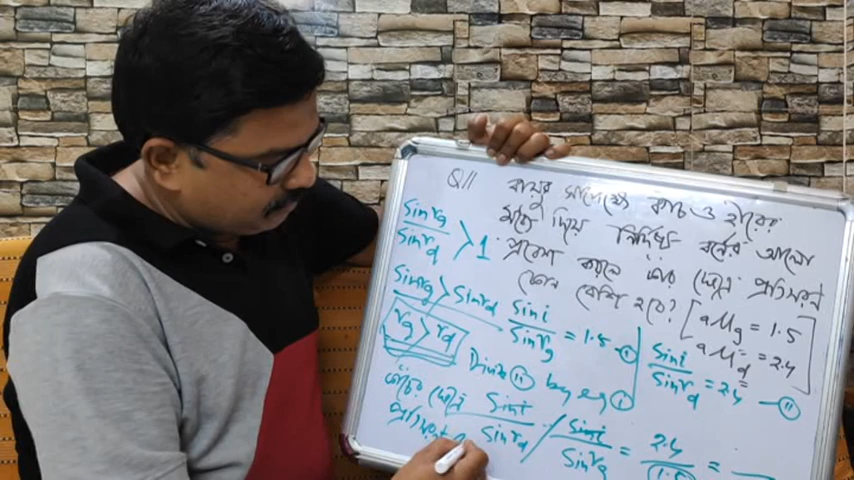 Q11 বায়ুর সাপেক্ষে কাচ ও হীরের
মধ্য দিয়ে নির্দিষ্ট বর্ণের আলো
প্রবেশ করলে কার ক্ষেত্রে প্রতিসরণ
কোন বেশি হবে? [aμg = 1.5
aμd = 2.4]
Sin rg / Sin rd > 1
Sin rg > Sin rd
rg > rd
Sin i / Sin rg = 1.5 — (i)
Sin i / Sin rd = 2.4 — (ii)
Divide (ii) by eq (i)
Sin i / Sin rd / Sin i / Sin rg = 2.4 / 1.5 =
কাচের ক্ষেত্রে